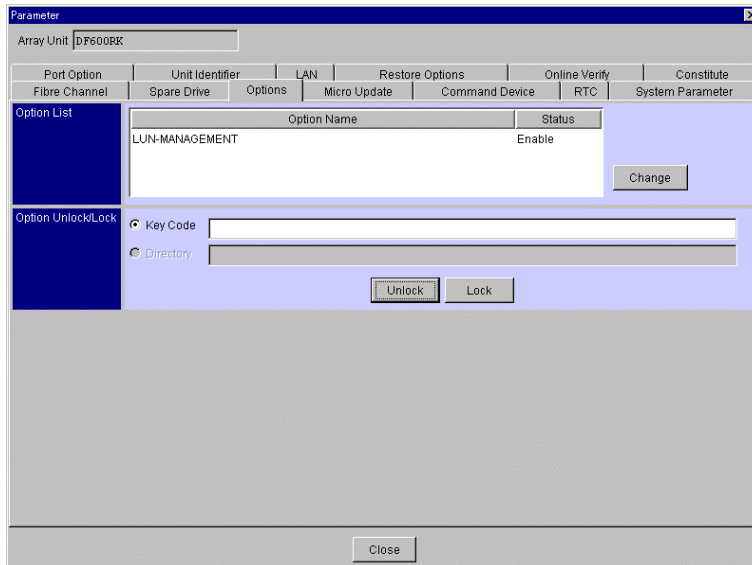 Parameter
Array Unit DF600RK
Port Option Unit Identifier LAN Restore Options Online Verify Constitute
Fibre Channel Spare Drive Options Micro Update Command Device RTC System Parameter
Option List
Option Name Status
LUN-MANAGEMENT Enable
Change
Option Unlock/Lock
Key Code
Directory
Unlock Lock
Close